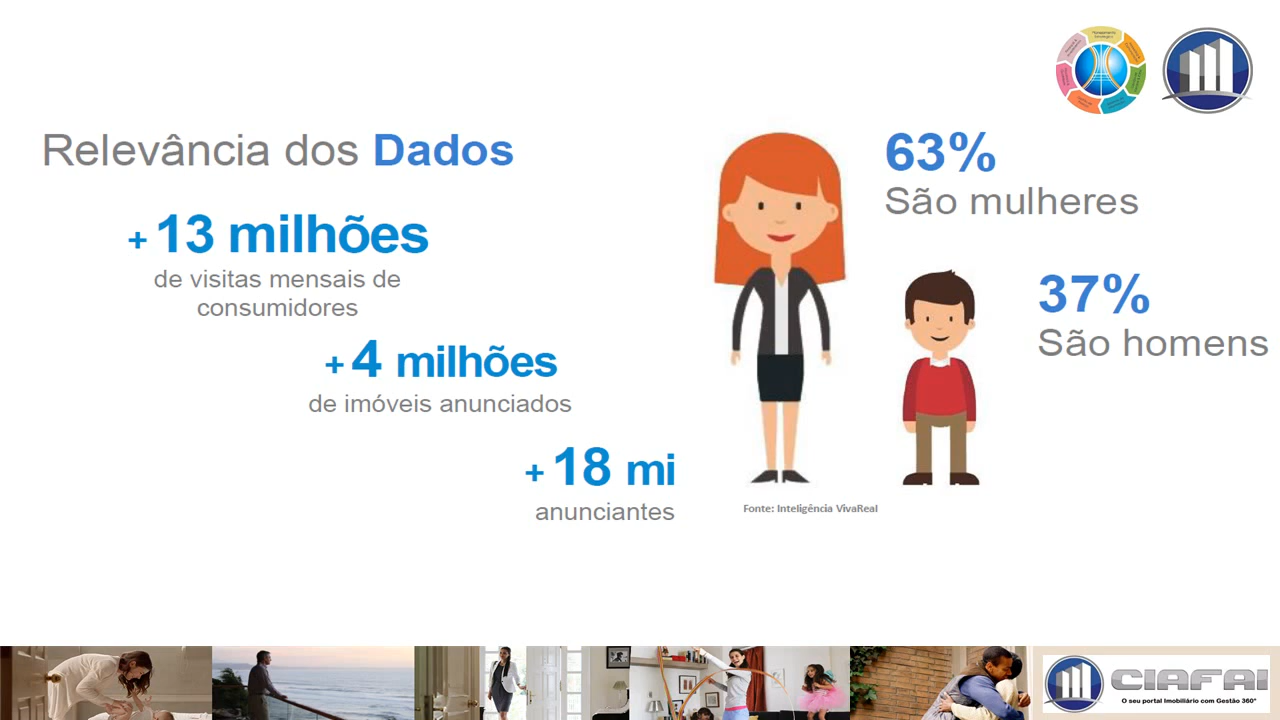 Relevância dos Dados
+ 13 milhões
de visitas mensais de
consumidores
+ 4 milhões
de imóveis anunciados
+ 18 mi
anunciantes
63%
São mulheres
37%
São homens
Fonte: Inteligência VivaReal
CIAFAI
O seu portal Imobiliário com Gestão 360º